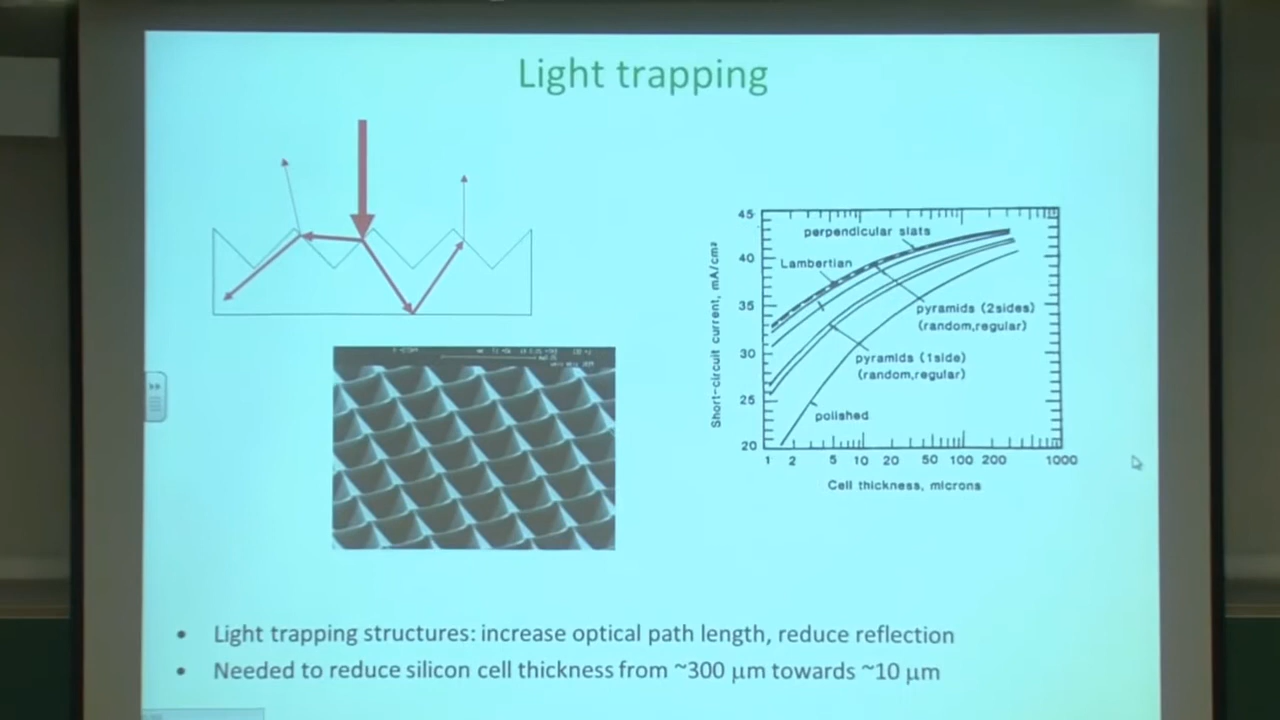 Light trapping
45
40
35
30
25
20
Short-circuit current, mA/cm²
perpendicular slats
Lambertian
pyramids (2sides)
(random,regular)
pyramids (1side)
(random,regular)
polished
1 2 5 10 20 50 100 200 1000
Cell thickness, microns
• Light trapping structures: increase optical path length, reduce reflection
• Needed to reduce silicon cell thickness from ~300 μm towards ~10 μm